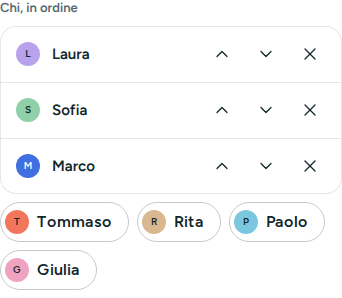 Chi, in ordine
L Laura
S Sofia
M Marco
T Tommaso R Rita P Paolo
G Giulia